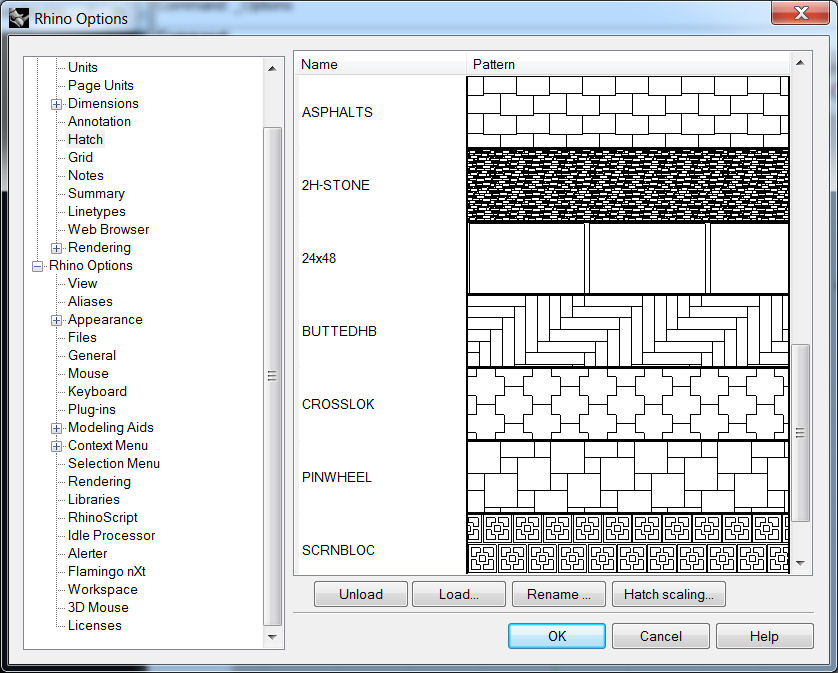 Command: _Options
Rhino Options
Units
Page Units
Dimensions
Annotation
Hatch
Grid
Notes
Summary
Linetypes
Web Browser
Rendering
Rhino Options
View
Aliases
Appearance
Files
General
Mouse
Keyboard
Plug-ins
Modeling Aids
Context Menu
Selection Menu
Rendering
Libraries
RhinoScript
Idle Processor
Alerter
Flamingo nXt
Workspace
3D Mouse
Licenses
Name Pattern
ASPHALTS
2H-STONE
24x48
BUTTEDHB
CROSSLOK
PINWHEEL
SCRNBLOC
Unload Load... Rename ... Hatch scaling...
OK Cancel Help